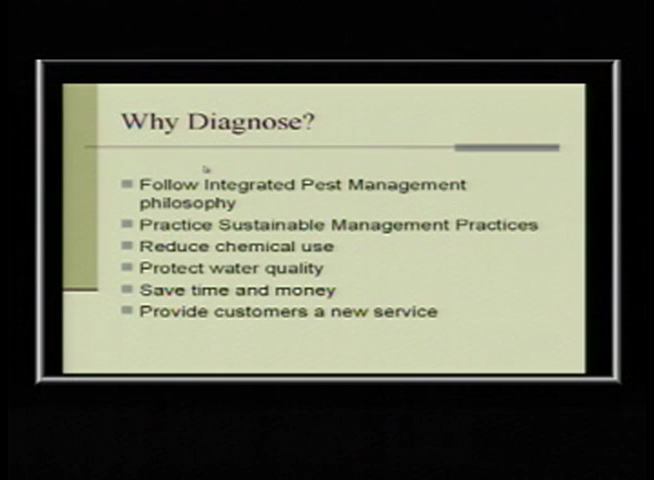 Why Diagnose?
Follow Integrated Pest Management
philosophy
Practice Sustainable Management Practices
Reduce chemical use
Protect water quality
Save time and money
Provide customers a new service